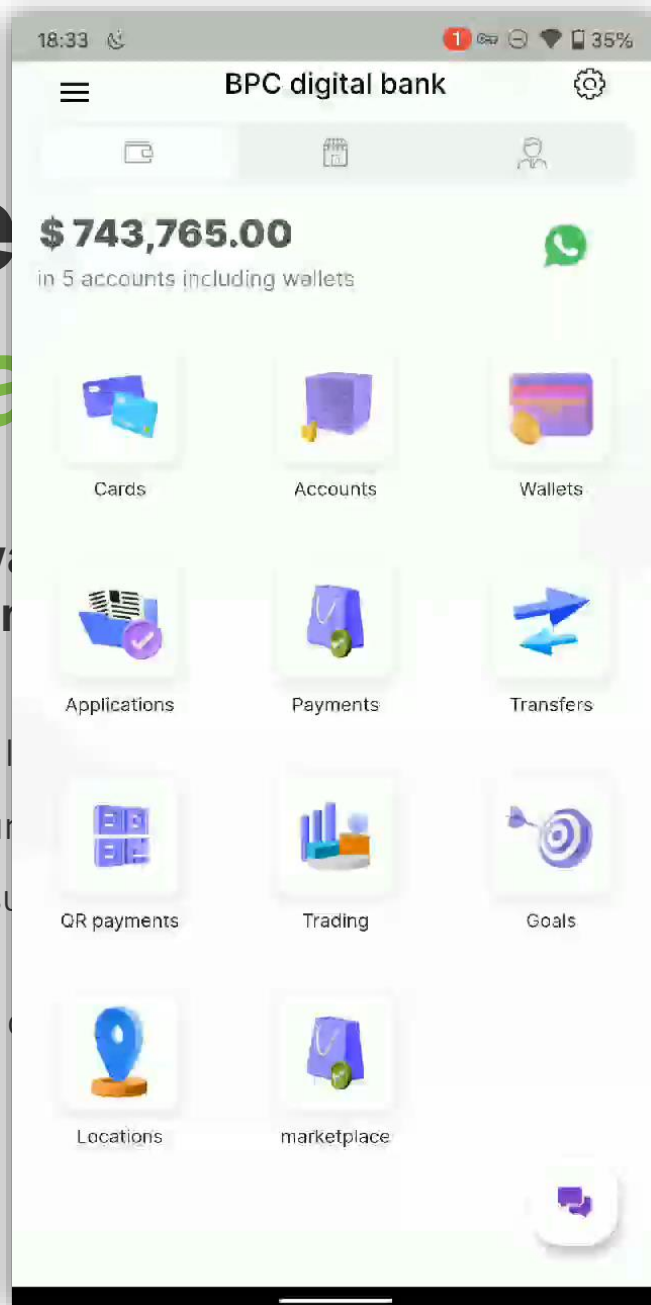 18:33
1
35%
BPC digital bank
$ 743,765.00
in 5 accounts including wallets
Cards Accounts Wallets
Applications Payments Transfers
QR payments Trading Goals
Locations marketplace